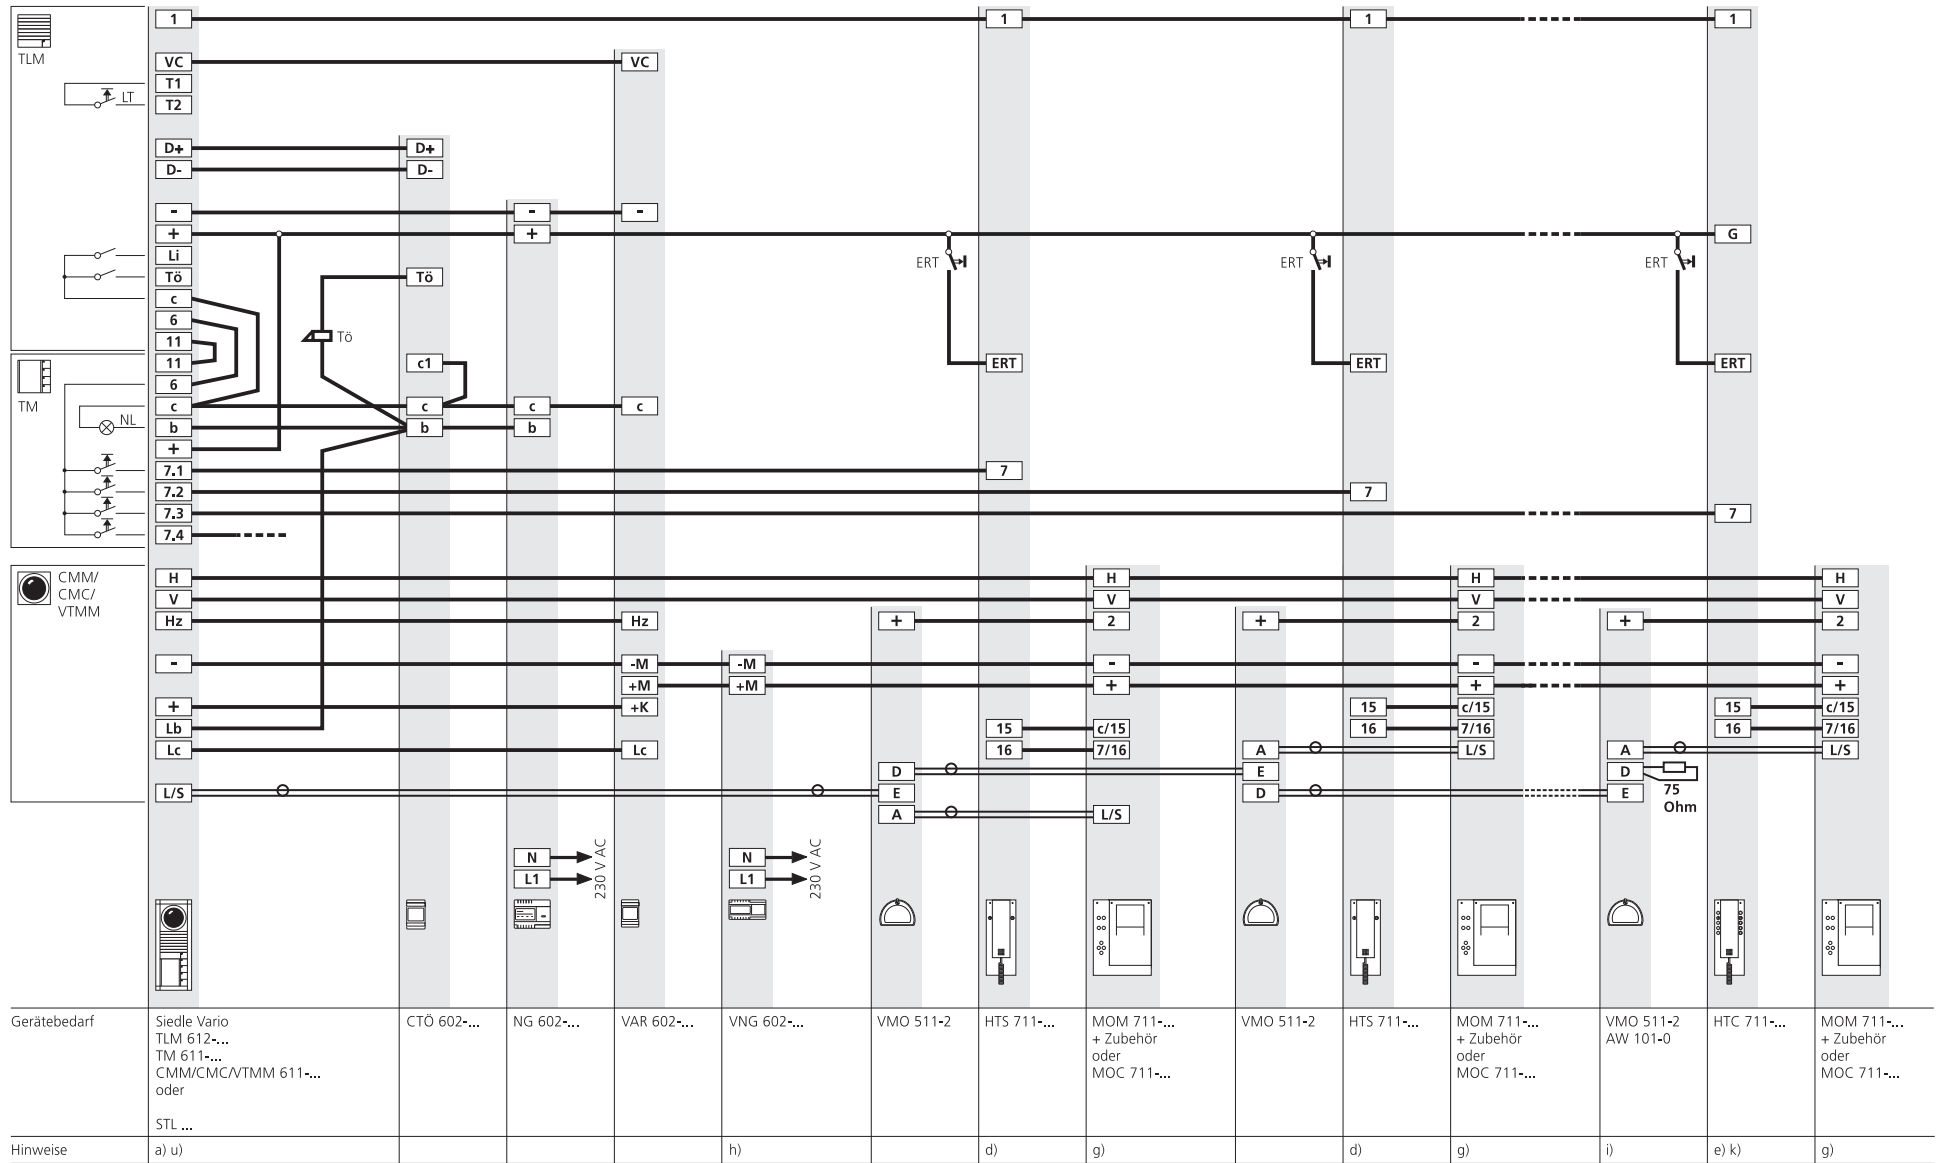 1 1 1 1
TLM
VC VC
T1
LT
T2
D+ D+
D- D-
- - -
+ + G
Li
ERT ERT ERT
Tö Tö
c
6
11 Tö
11 c1 ERT ERT ERT
6
TM
c c c c
NL
b b b
+
7.1 7
7.2 7
7.3 7
7.4
CMM/
CMC/
VTMM
H H H H
V V V V
Hz Hz + 2 + 2 + 2
- -M -M - - -
+M +M + + +
+ +K 15 c/15 15 c/15
Lb 15 c/15 16 7/16 16 7/16
Lc Lc 16 7/16 A L/S A L/S
D E D
L/S E D E
75
Ohm
A L/S
N N
L1 L1
230 V AC
230 V AC
Gerätebedarf
Siedle Vario
TLM 612-...
TM 611-...
CMM/CMC/VTMM 611-...
oder
STL ...
CTÖ 602-...
NG 602-...
VAR 602-...
VNG 602-...
VMO 511-2
HTS 711-...
MOM 711-...
+ Zubehör
oder
MOC 711-...
VMO 511-2
HTS 711-...
MOM 711-...
+ Zubehör
oder
MOC 711-...
VMO 511-2
AW 101-0
HTC 711-...
MOM 711-...
+ Zubehör
oder
MOC 711-...
Hinweise a) u) h) d) g) d) g) i) e) k) g)